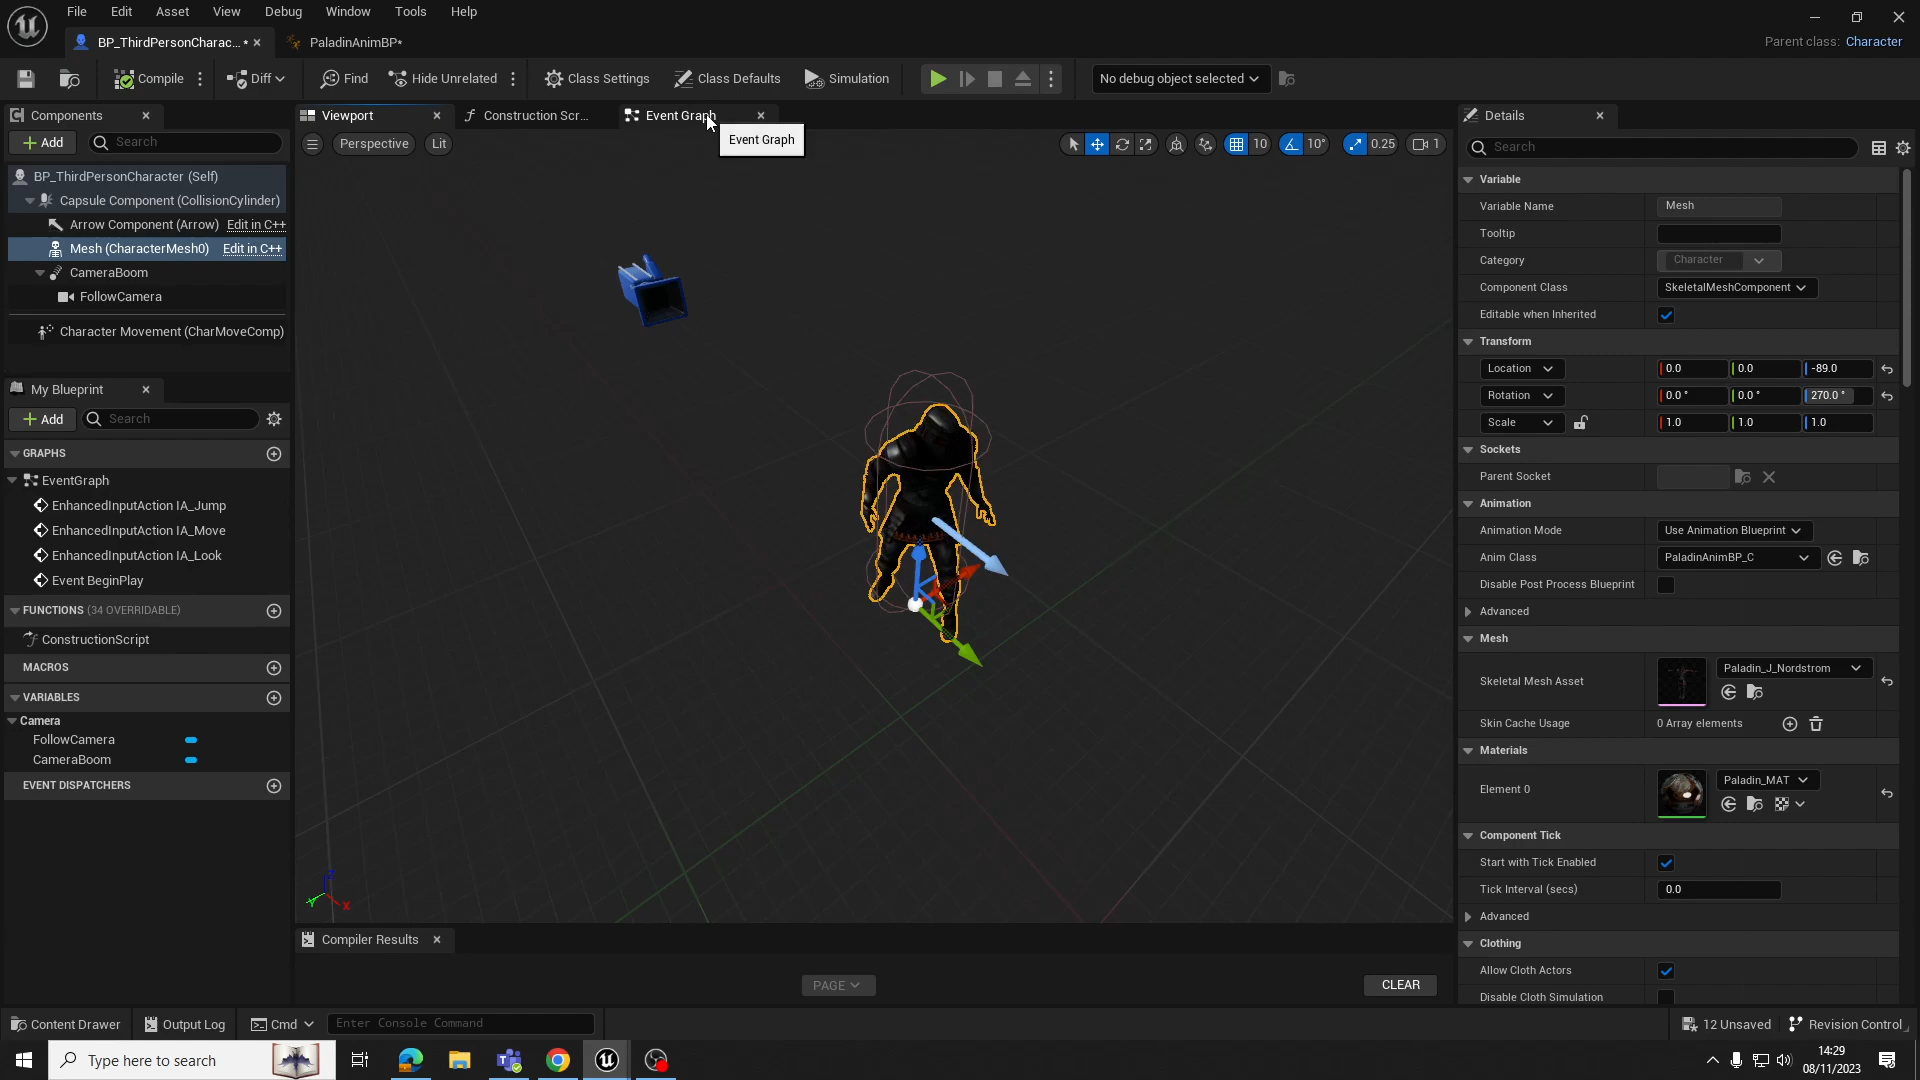 File Edit Asset View Debug Window Tools Help
BP_ThirdPersonCharac... *
PaladinAnimBP*
Parent class: Character
Compile
Diff
Find
Hide Unrelated
Class Settings
Class Defaults
Simulation
No debug object selected
Components
Add
Search
BP_ThirdPersonCharacter (Self)
Capsule Component (CollisionCylinder)
Arrow Component (Arrow) Edit in C++
Mesh (CharacterMesh0) Edit in C++
CameraBoom
FollowCamera
Character Movement (CharMoveComp)
My Blueprint
Add
Search
GRAPHS
EventGraph
EnhancedInputAction IA_Jump
EnhancedInputAction IA_Move
EnhancedInputAction IA_Look
Event BeginPlay
FUNCTIONS (34 OVERRIDABLE)
ConstructionScript
MACROS
VARIABLES
Camera
FollowCamera
CameraBoom
EVENT DISPATCHERS
Viewport
Construction Scr...
Event Graph
Event Graph
Perspective
Lit
10
10°
0.25
1
Z
Y
X
Compiler Results
PAGE
CLEAR
Details
Search
Variable
Variable Name Mesh
Tooltip
Category Character
Component Class SkeletalMeshComponent
Editable when Inherited
Transform
Location 0.0 0.0 -89.0
Rotation 0.0 ° 0.0 ° 270.0 °
Scale 1.0 1.0 1.0
Sockets
Parent Socket
Animation
Animation Mode Use Animation Blueprint
Anim Class PaladinAnimBP_C
Disable Post Process Blueprint
Advanced
Mesh
Skeletal Mesh Asset Paladin_J_Nordstrom
Skin Cache Usage 0 Array elements
Materials
Element 0 Paladin_MAT
Component Tick
Start with Tick Enabled
Tick Interval (secs) 0.0
Advanced
Clothing
Allow Cloth Actors
Disable Cloth Simulation
Content Drawer
Output Log
Cmd
Enter Console Command
12 Unsaved
Revision Control
Type here to search
14:29
08/11/2023